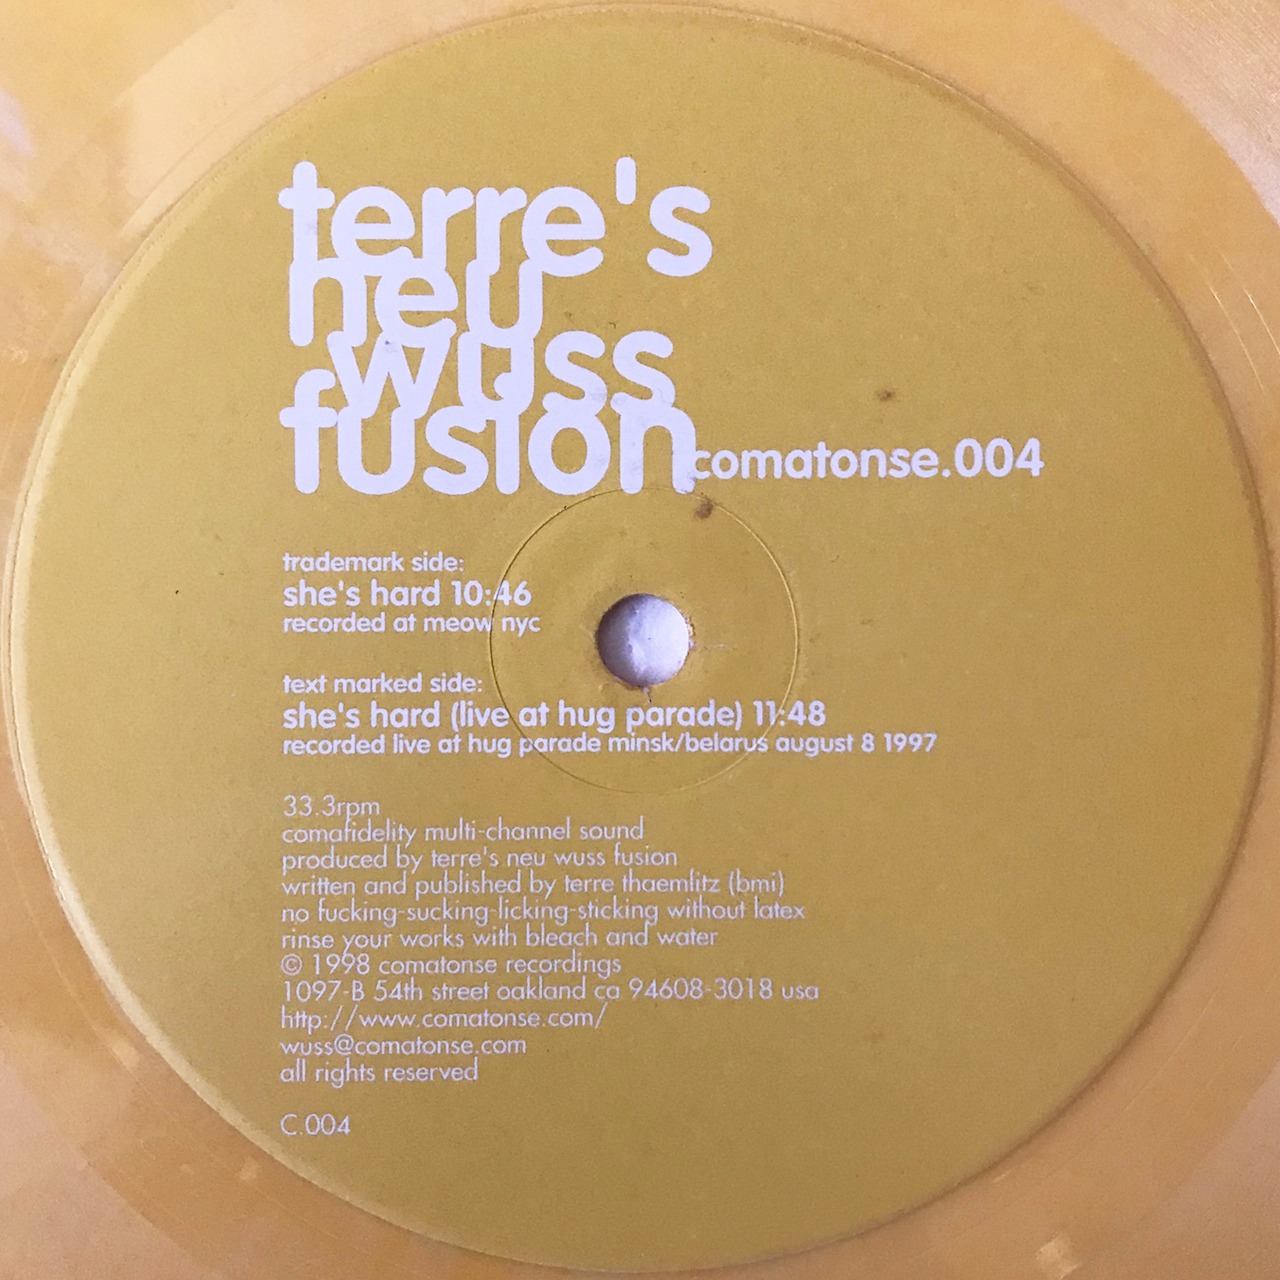 terre's
neu
wuss
fusion
comatonse.004
trademark side:
she's hard 10:46
recorded at meow nyc
text marked side:
she's hard (live at hug parade) 11:48
recorded live at hug parade minsk/belarus august 8 1997
33.3rpm
comafidelity multi-channel sound
produced by terre's neu wuss fusion
written and published by terre thaemlitz (bmi)
no fucking-sucking-licking-sticking without latex
rinse your works with bleach and water
© 1998 comatonse recordings
1097-B 54th street oakland ca 94608-3018 usa
http://www.comatonse.com/
wuss@comatonse.com
all rights reserved
C.004